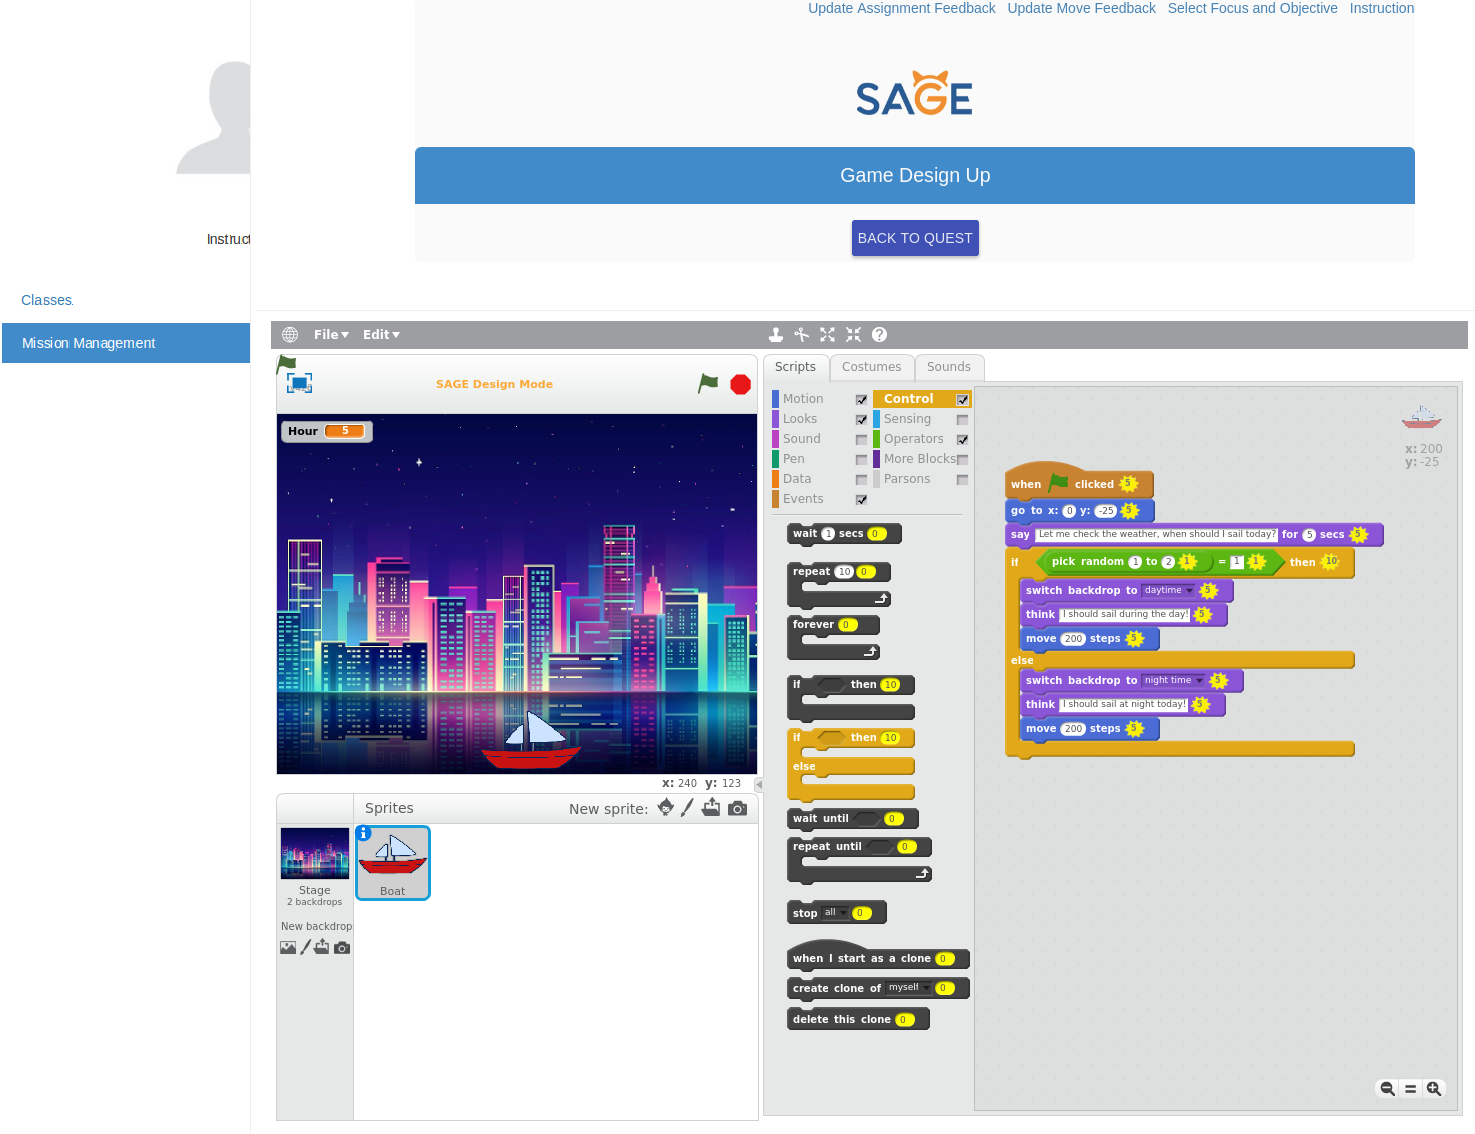 Update Assignment Feedback Update Move Feedback Select Focus and Objective Instruction
SAGE
Game Design Up
BACK TO QUEST
Instruct
Classes
Mission Management
File Edit
SAGE Design Mode
Hour 5
x: 240 y: 123
Sprites New sprite:
Stage
2 backdrops
New backdrop
Boat
Scripts Costumes Sounds
Motion Control
Looks Sensing
Sound Operators
Pen More Blocks
Data Parsons
Events
wait 1 secs 0
repeat 10 0
forever 0
if then 10
if then 10
else
wait until 0
repeat until 0
stop all 0
when I start as a clone 0
create clone of myself 0
delete this clone 0
x: 200
y: -25
when clicked 5
go to x: 0 y: -25 5
say Let me check the weather, when should I sail today? for 5 secs 5
if pick random 1 to 2 1 = 1 1 then 10
switch backdrop to daytime 5
think I should sail during the day! 5
move 200 steps 5
else
switch backdrop to night time 5
think I should sail at night today! 5
move 200 steps 5